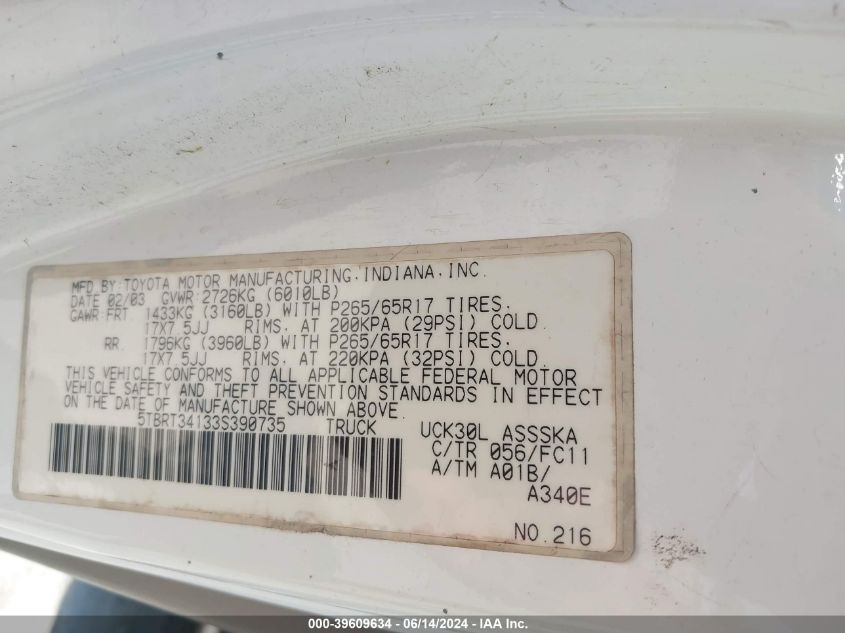 MFD.BY:TOYOTA MOTOR MANUFACTURING,INDIANA,INC.
DATE 02/03 GVWR:2726KG (6010LB)
GAWR:FRT. 1433KG (3160LB) WITH P265/65R17 TIRES.
17X7.5JJ RIMS. AT 200KPA (29PSI) COLD.
RR. 1796KG (3960LB) WITH P265/65R17 TIRES.
17X7.5JJ RIMS. AT 220KPA (32PSI) COLD.
THIS VEHICLE CONFORMS TO ALL APPLICABLE FEDERAL MOTOR
VEHICLE SAFETY AND THEFT PREVENTION STANDARDS IN EFFECT
ON THE DATE OF MANUFACTURE SHOWN ABOVE.
5TBRT34133S390735 TRUCK UCK30L ASSSKA
C/TR 056/FC11
A/TM A01B/
A340E
NO.216
000-39609634 - 06/14/2024 - IAA Inc.